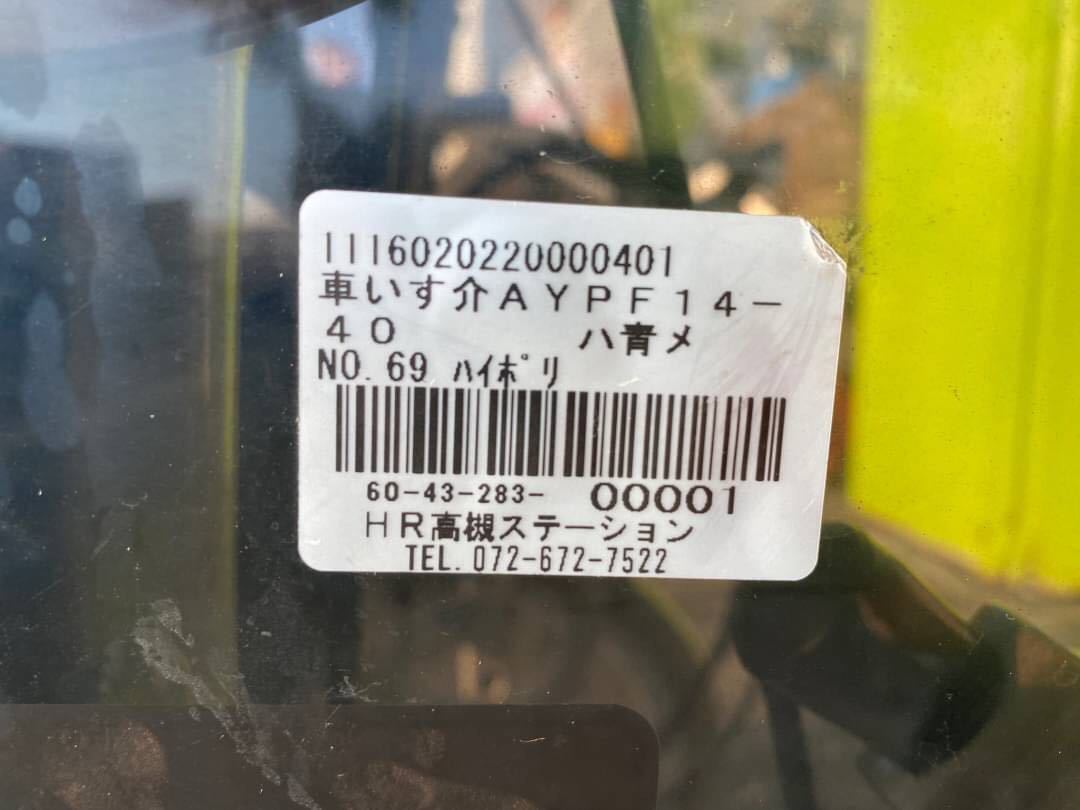 1116020220000401
車いす介AYPF14-
40 ハ青メ
NO.69 ハイポリ
60-43-283- 00001
HR高槻ステーション
TEL.072-672-7522